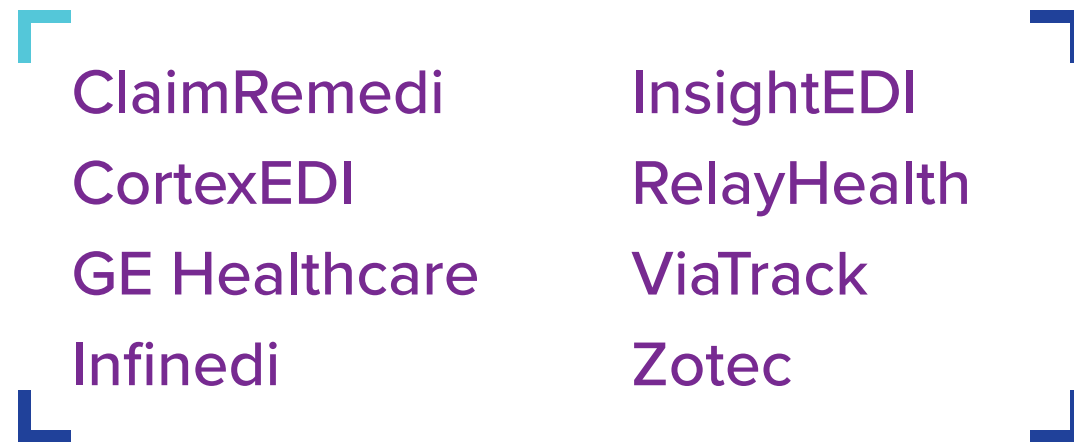 ClaimRemedi
CortexEDI
GE Healthcare
Infinedi
InsightEDI
RelayHealth
ViaTrack
Zotec